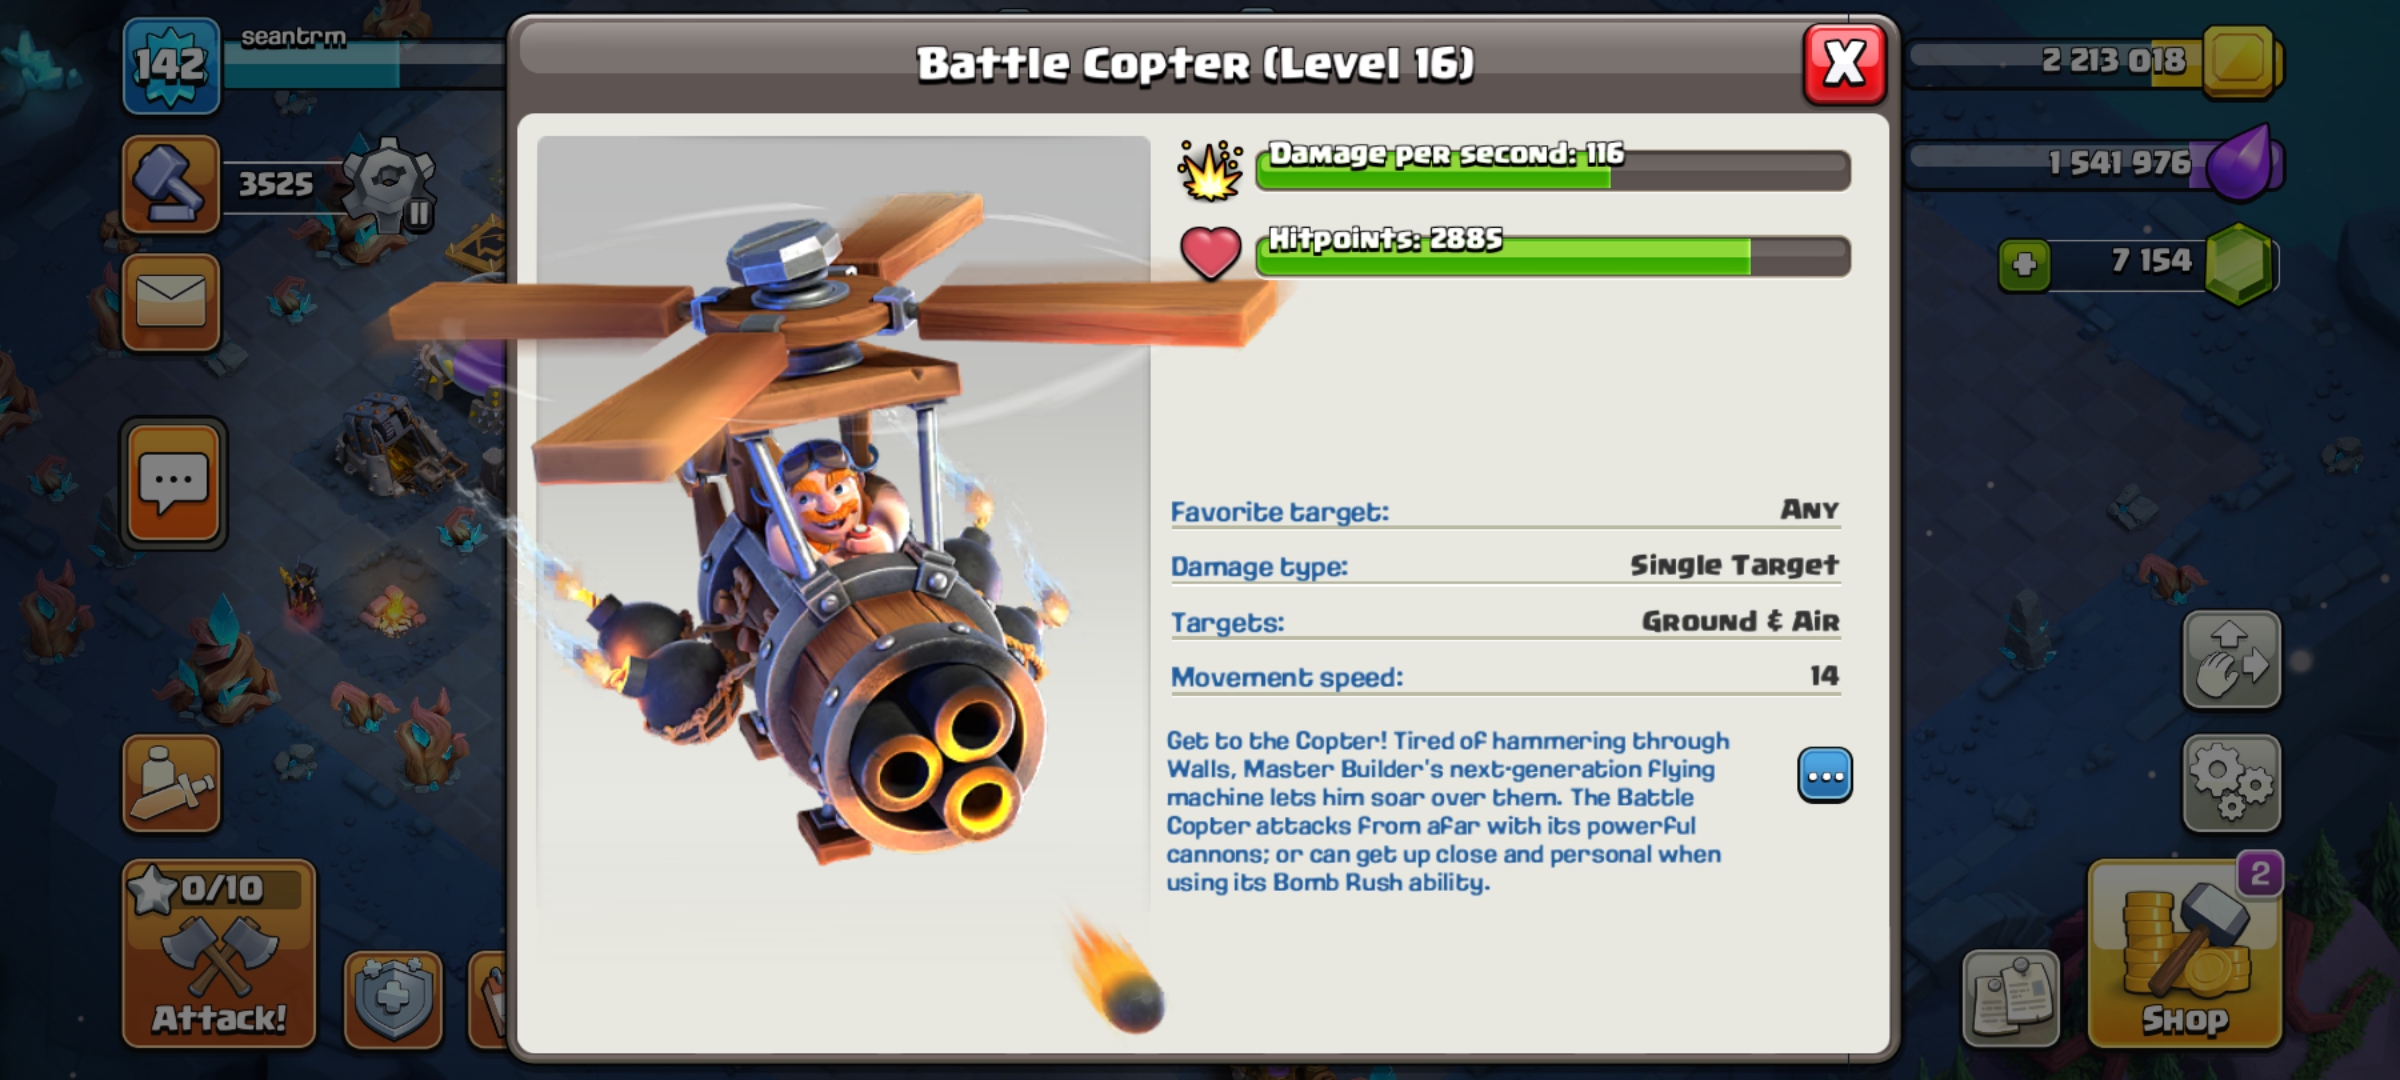 142
seantrm
Battle Copter (Level 16)
X
2 213 018
Damage per second: 116
3525
1 541 976
Hitpoints: 2885
7 154
Favorite target: Any
Damage type: Single Target
Targets: Ground & Air
Movement speed: 14
Get to the Copter! Tired of hammering through
Walls, Master Builder's next-generation flying
machine lets him soar over them. The Battle
Copter attacks from afar with its powerful
cannons; or can get up close and personal when
using its Bomb Rush ability.
0/10
Attack!
2
Shop